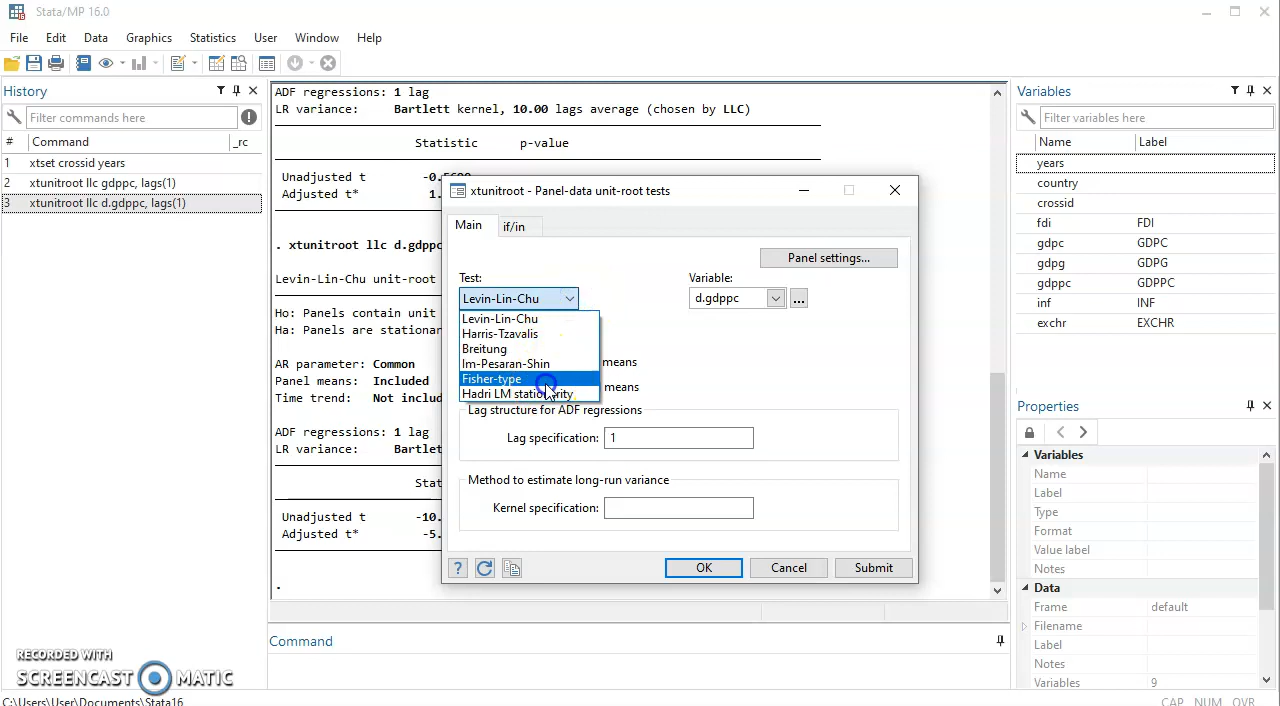 Stata/MP 16.0
File Edit Data Graphics Statistics User Window Help
History
Filter commands here
# Command _rc
1 xtset crossid years
2 xtunitroot llc gdppc, lags(1)
3 xtunitroot llc d.gdppc, lags(1)
ADF regressions: 1 lag
LR variance: Bartlett kernel, 10.00 lags average (chosen by LLC)
Statistic p-value
Unadjusted t
Adjusted t* 1.
. xtunitroot llc d.gdppc
Levin-Lin-Chu unit-root
Ho: Panels contain unit
Ha: Panels are stationar
AR parameter: Common
Panel means: Included
Time trend: Not inclu
ADF regressions: 1 lag
LR variance: Bartlet
Stat
Unadjusted t -10.
Adjusted t* -5.
.
xtunitroot - Panel-data unit-root tests
Main if/in
Panel settings...
Test:
Variable:
Levin-Lin-Chu
d.gdppc
...
Levin-Lin-Chu
Harris-Tzavalis
Breitung
Im-Pesaran-Shin
Fisher-type
Hadri LM stationarity
means
means
Lag structure for ADF regressions
Lag specification: 1
Method to estimate long-run variance
Kernel specification:
OK Cancel Submit
Command
Variables
Filter variables here
Name Label
years
country
crossid
fdi FDI
gdpc GDPC
gdpg GDPG
gdppc GDPPC
inf INF
exchr EXCHR
Properties
Variables
Name
Label
Type
Format
Value label
Notes
Data
Frame default
Filename
Label
Notes
Variables 9
RECORDED WITH
SCREENCAST MATIC
C:\Users\User\Documents\Stata16
CAP NUM OVR